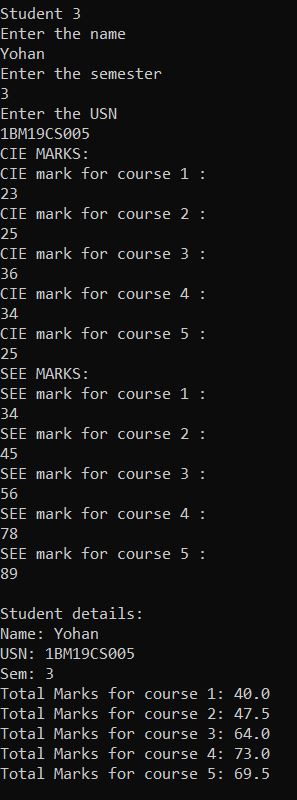 Student 3
Enter the name
Yohan
Enter the semester
3
Enter the USN
1BM19CS005
CIE MARKS:
CIE mark for course 1 :
23
CIE mark for course 2 :
25
CIE mark for course 3 :
36
CIE mark for course 4 :
34
CIE mark for course 5 :
25
SEE MARKS:
SEE mark for course 1 :
34
SEE mark for course 2 :
45
SEE mark for course 3 :
56
SEE mark for course 4 :
78
SEE mark for course 5 :
89
Student details:
Name: Yohan
USN: 1BM19CS005
Sem: 3
Total Marks for course 1: 40.0
Total Marks for course 2: 47.5
Total Marks for course 3: 64.0
Total Marks for course 4: 73.0
Total Marks for course 5: 69.5